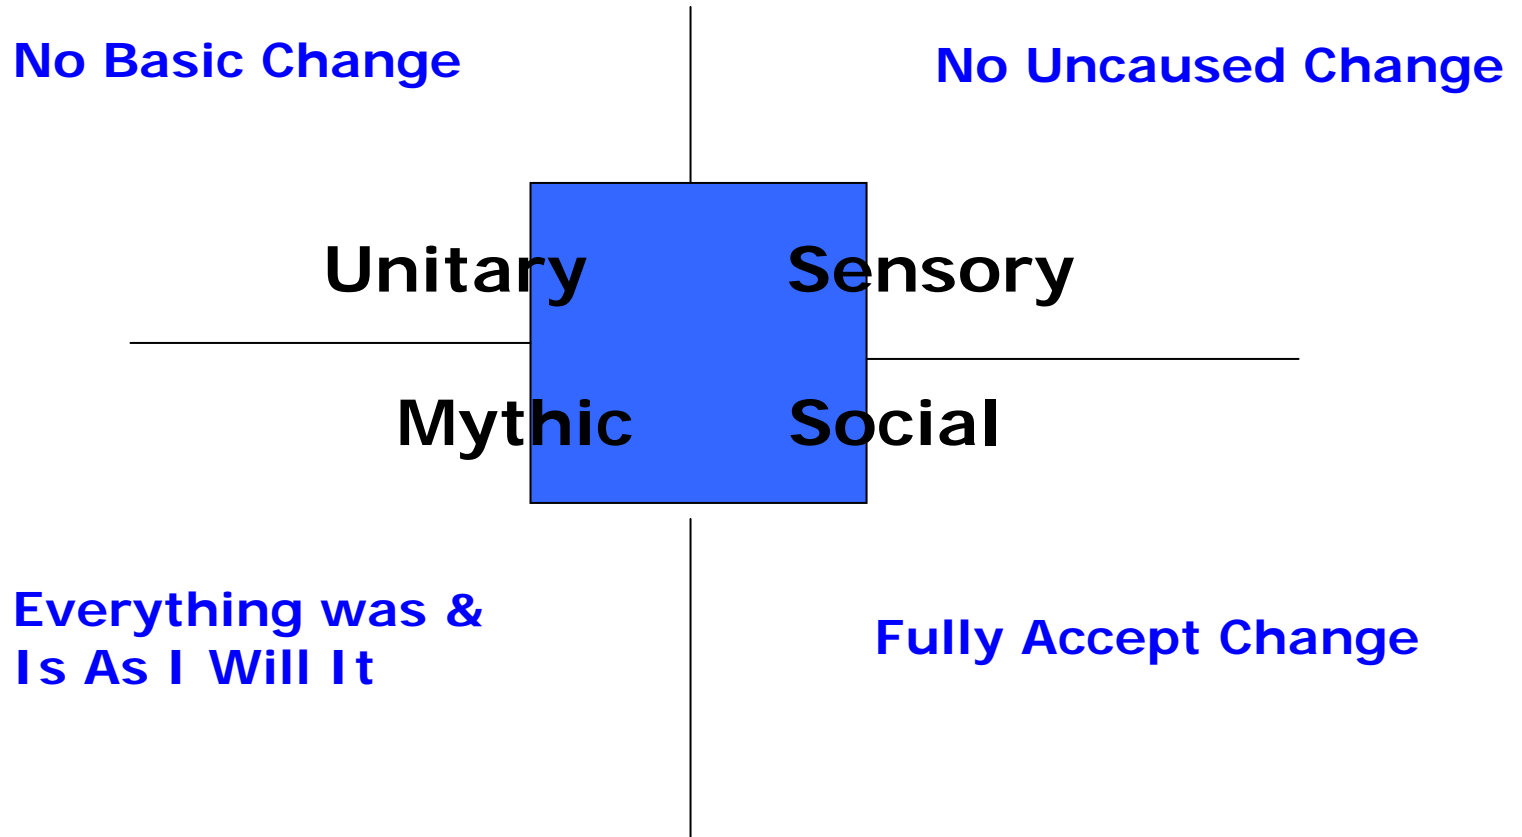 No Basic Change
No Uncaused Change
Unitary
Sensory
Mythic
Social
Everything was &
Is As I Will It
Fully Accept Change